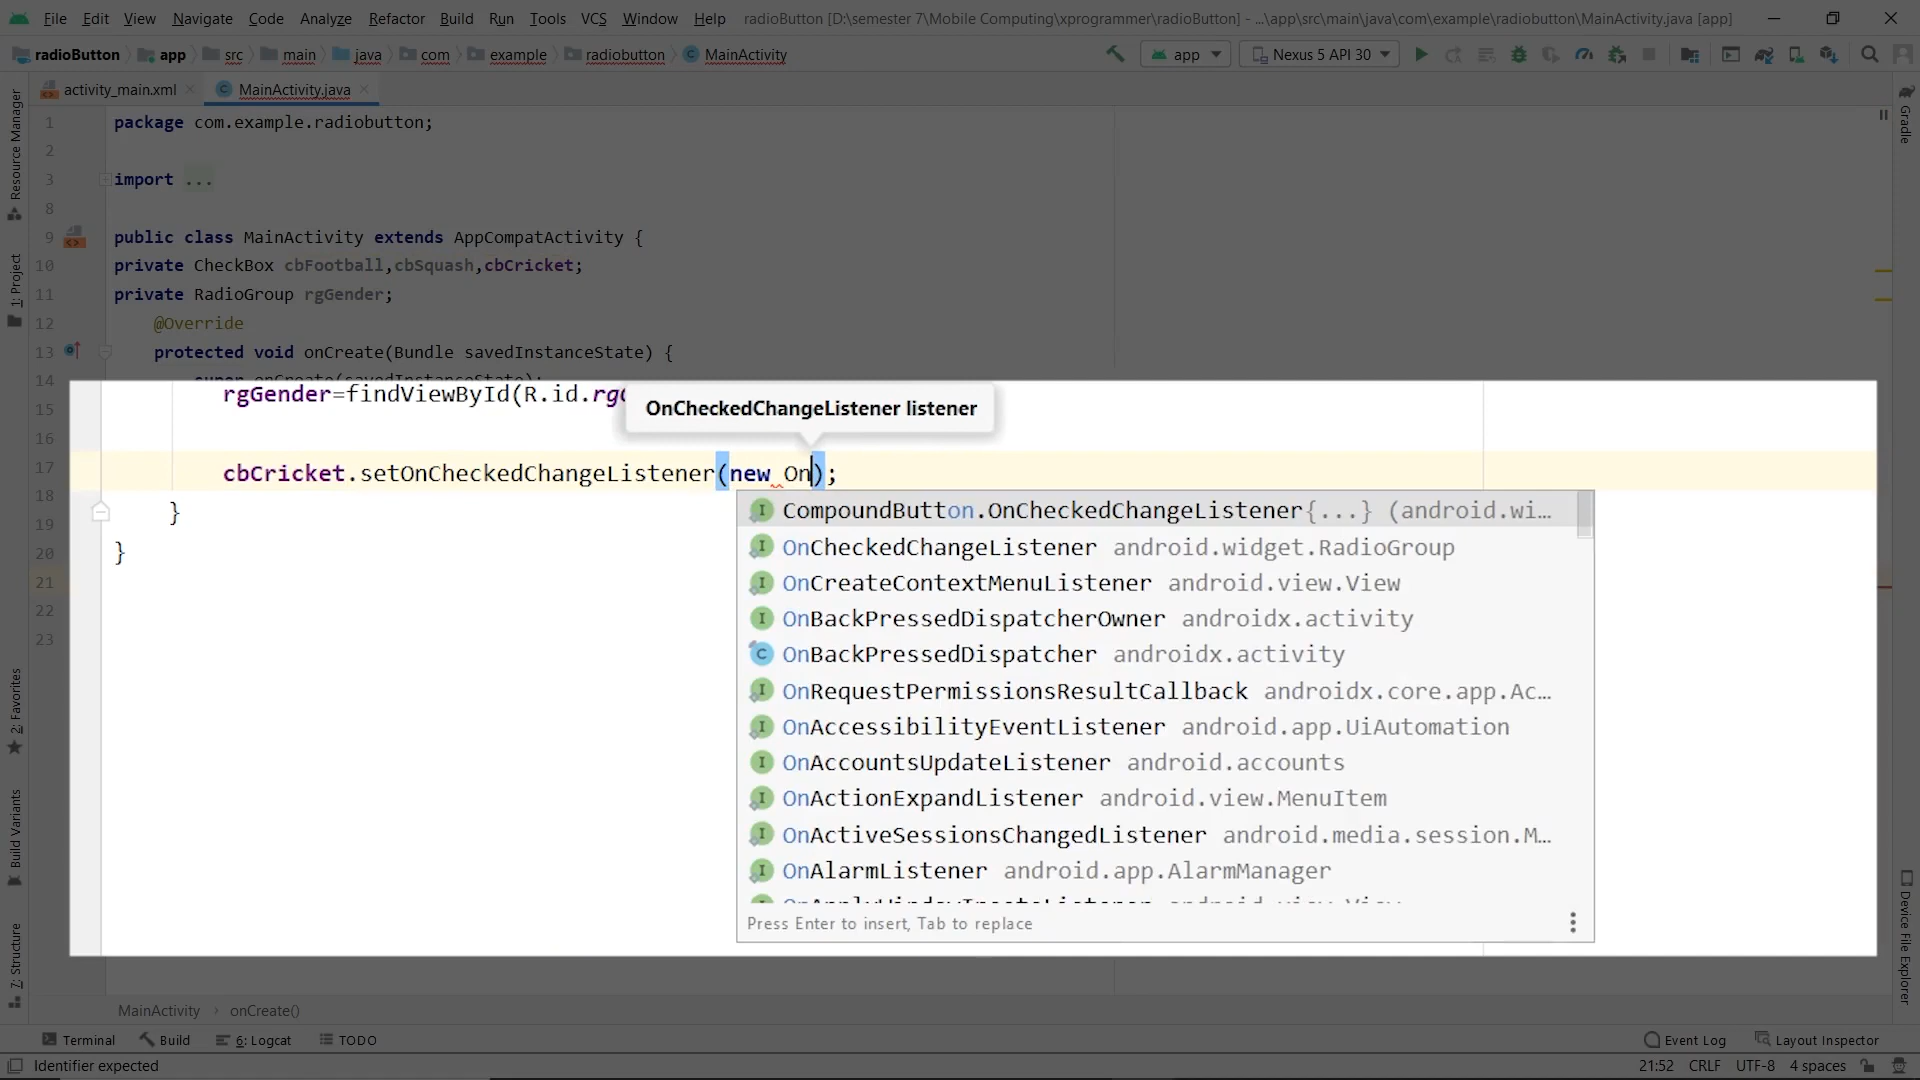 File Edit View Navigate Code Analyze Refactor Build Run Tools VCS Window Help radioButton [D:\semester 7\Mobile Computing\xprogrammer\radioButton] - ...\app\src\main\java\com\example\radiobutton\MainActivity.java [app]
radioButton app src main java com example radiobutton MainActivity app Nexus 5 API 30
activity_main.xml MainActivity.java
1 package com.example.radiobutton;
2
3 import ...
8
9 public class MainActivity extends AppCompatActivity {
10 private CheckBox cbFootball,cbSquash,cbCricket;
11 private RadioGroup rgGender;
12 @Override
13 protected void onCreate(Bundle savedInstanceState) {
14
15 rgGender=findViewById(R.id.
OnCheckedChangeListener listener
16
17 cbCricket.setOnCheckedChangeListener(new On);
18
19 }
20 }
21
22
23
CompoundButton.OnCheckedChangeListener{...} (android.wi...
OnCheckedChangeListener android.widget.RadioGroup
OnCreateContextMenuListener android.view.View
OnBackPressedDispatcherOwner androidx.activity
OnBackPressedDispatcher androidx.activity
OnRequestPermissionsResultCallback androidx.core.app.Ac...
OnAccessibilityEventListener android.app.UiAutomation
OnAccountsUpdateListener android.accounts
OnActionExpandListener android.view.MenuItem
OnActiveSessionsChangedListener android.media.session.M...
OnAlarmListener android.app.AlarmManager
Press Enter to insert, Tab to replace
Resource Manager
1: Project
2: Favorites
Build Variants
7: Structure
Gradle
Device File Explorer
MainActivity › onCreate()
Terminal Build 6: Logcat TODO Event Log Layout Inspector
Identifier expected 21:52 CRLF UTF-8 4 spaces